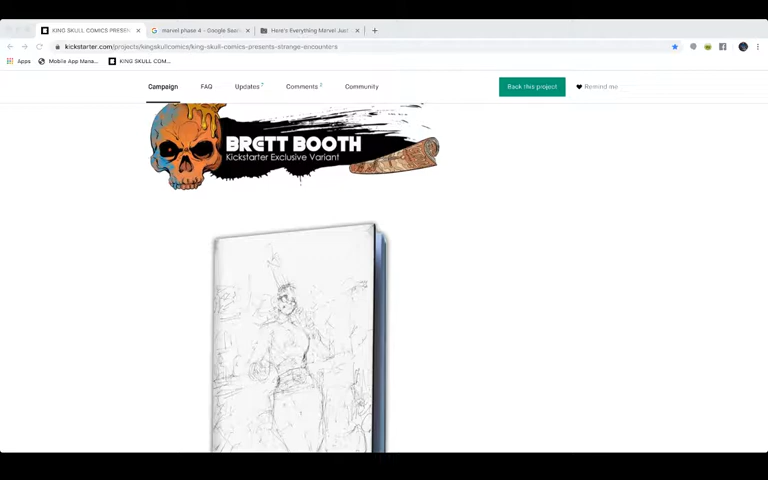 KING SKULL COMICS PRESEN
marvel phase 4 - Google Sear
Here's Everything Marvel Just
kickstarter.com/projects/kingskullcomics/king-skull-comics-presents-strange-encounters
Apps Mobile App Mana... KING SKULL COM...
Campaign FAQ Updates 7 Comments Community Back this project Remind me
BRETT BOOTH
Kickstarter Exclusive Variant